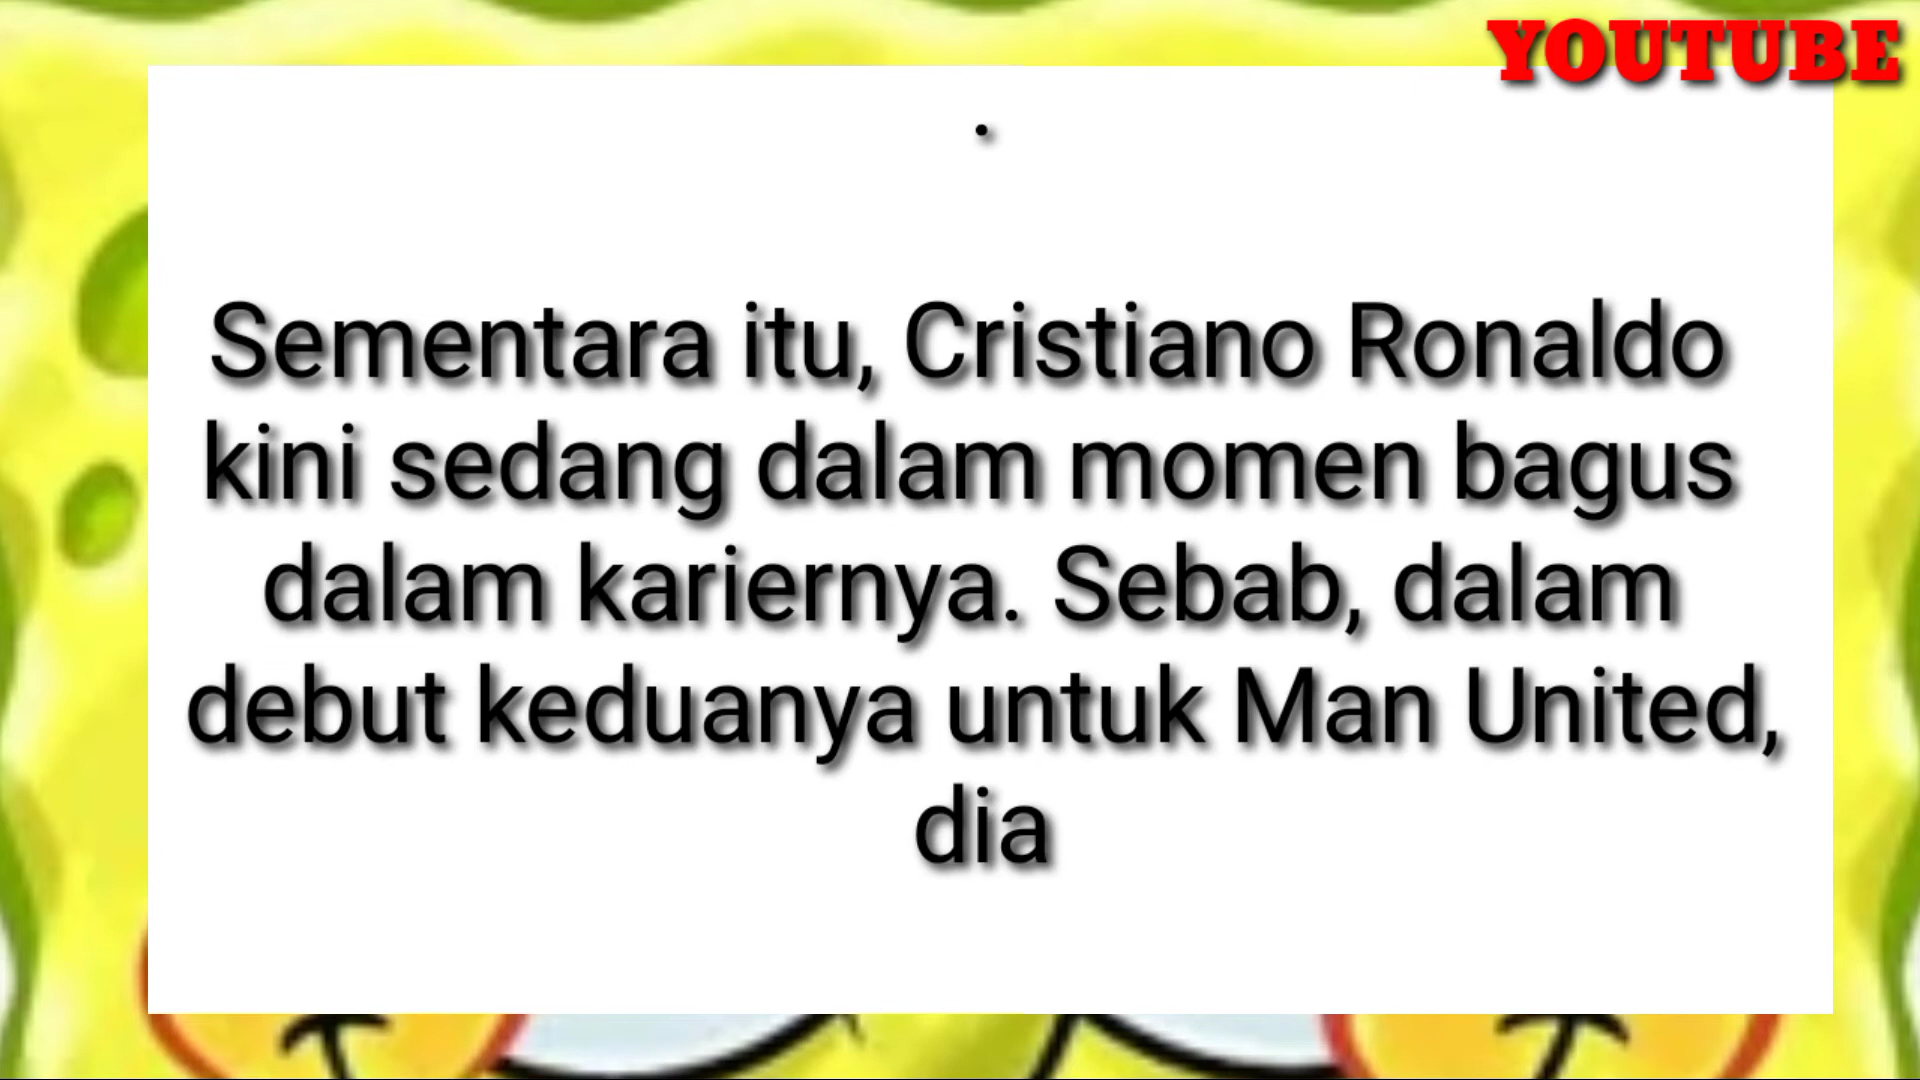 YOUTUBE
.
Sementara itu, Cristiano Ronaldo
kini sedang dalam momen bagus
dalam kariernya. Sebab, dalam
debut keduanya untuk Man United,
dia